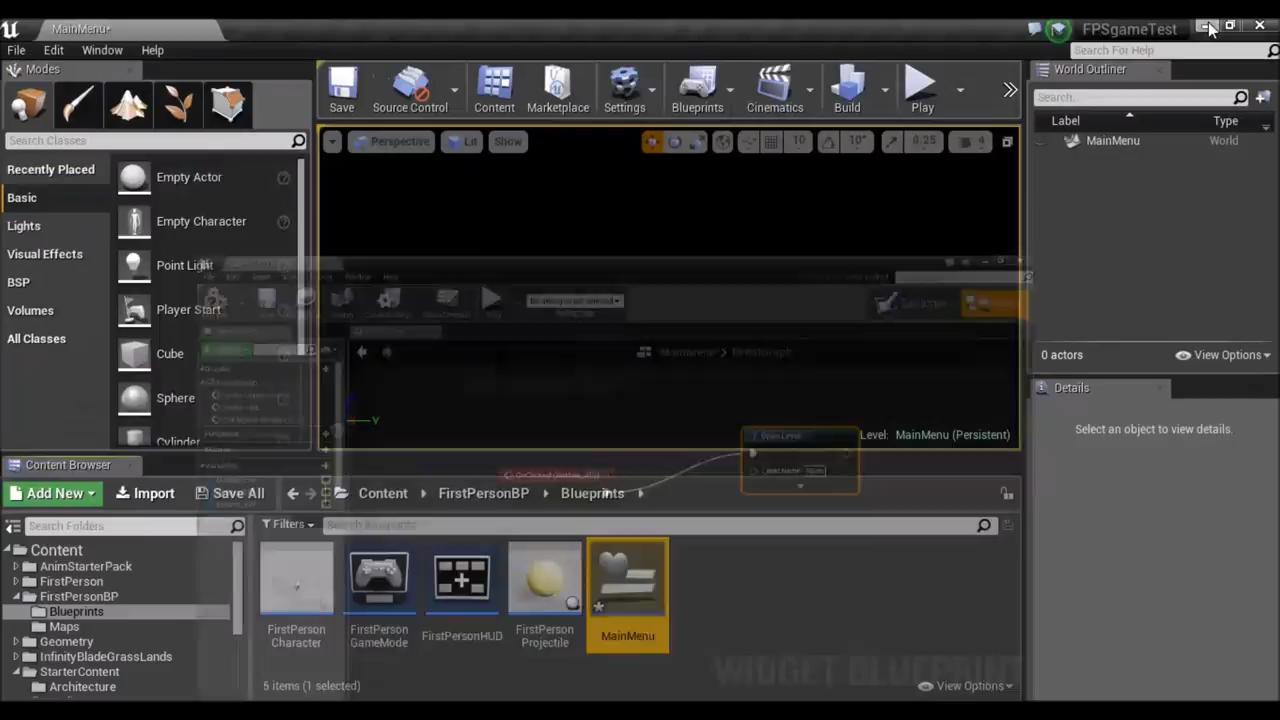 MainMenu*
FPSgameTest
File Edit Window Help
Search For Help
Modes
Search Classes
Recently Placed
Basic
Lights
Visual Effects
BSP
Volumes
All Classes
Empty Actor
Empty Character
Point Light
Player Start
Cube
Sphere
Cylinder
Save
Source Control
Content
Marketplace
Settings
Blueprints
Cinematics
Build
Play
Perspective
Lit
Show
10
10°
0.25
4
Y
Open Level
Level: MainMenu (Persistent)
World Outliner
Search...
Label Type
MainMenu World
0 actors
View Options
Details
Select an object to view details.
Content Browser
Add New
Import
Save All
Content
FirstPersonBP
Blueprints
Search Folders
Filters
Search Blueprints
Content
AnimStarterPack
FirstPerson
FirstPersonBP
Blueprints
Maps
Geometry
InfinityBladeGrassLands
StarterContent
Architecture
FirstPerson
Character
FirstPerson
GameMode
FirstPersonHUD
FirstPerson
Projectile
MainMenu
WIDGET BLUEPRINT
5 items (1 selected)
View Options